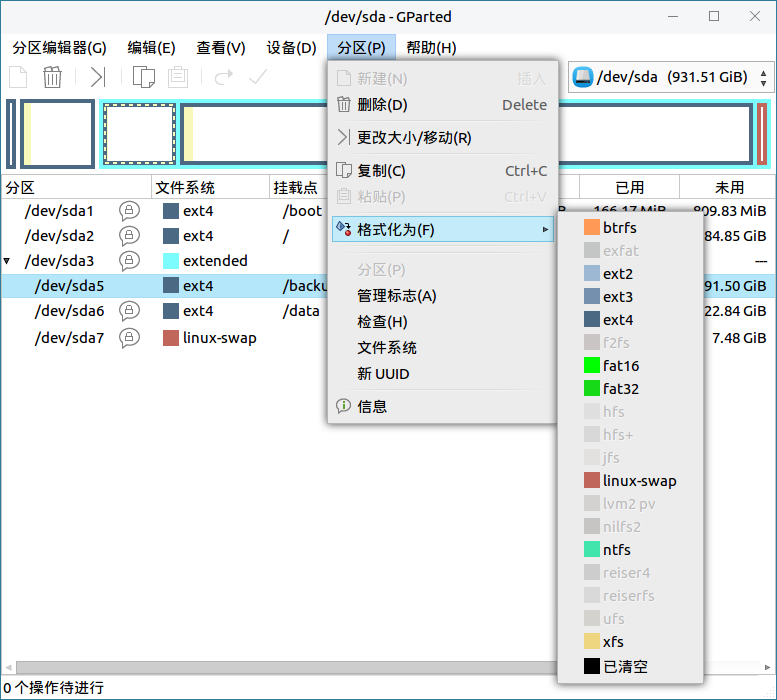 /dev/sda - GParted
分区编辑器(G) 编辑(E) 查看(V) 设备(D) 分区(P) 帮助(H)
/dev/sda (931.51 GiB)
新建(N) 插入
删除(D) Delete
更改大小/移动(R)
复制(C) Ctrl+C
粘贴(P) Ctrl+V
格式化为(F)
分区(P)
管理标志(A)
检查(H)
文件系统
新 UUID
信息
btrfs
exfat
ext2
ext3
ext4
f2fs
fat16
fat32
hfs
hfs+
jfs
linux-swap
lvm2 pv
nilfs2
ntfs
reiser4
reiserfs
ufs
xfs
已清空
分区 文件系统 挂载点 已用 未用
/dev/sda1 ext4 /boot 166.17 MiB 809.83 MiB
/dev/sda2 ext4 / 84.85 GiB
/dev/sda3 extended ---
/dev/sda5 ext4 /backu 91.50 GiB
/dev/sda6 ext4 /data 22.84 GiB
/dev/sda7 linux-swap 7.48 GiB
0 个操作待进行